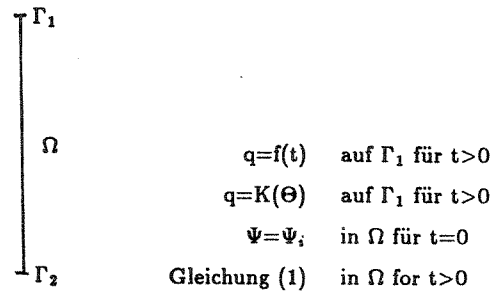 Γ₁
Ω
q=f(t) auf Γ₁ für t>0
q=K(Θ) auf Γ₁ für t>0
Ψ=Ψᵢ in Ω für t=0
Γ₂
Gleichung (1) in Ω for t>0